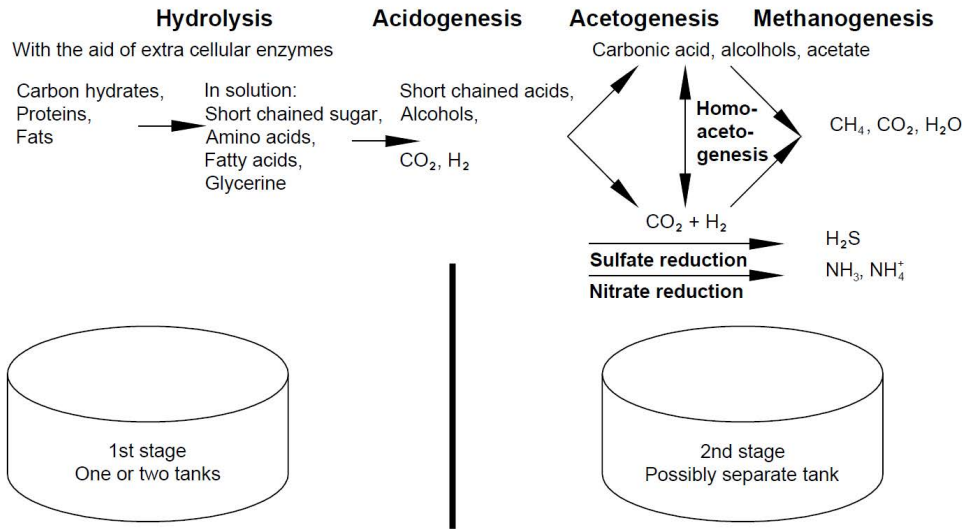 Hydrolysis Acidogenesis Acetogenesis Methanogenesis
With the aid of extra cellular enzymes
Carbon hydrates,
Proteins,
Fats
In solution:
Short chained sugar,
Amino acids,
Fatty acids,
Glycerine
Short chained acids,
Alcohols,
CO₂, H₂
Carbonic acid, alcolhols, acetate
Homo-
aceto-
genesis
CO₂ + H₂
CH₄, CO₂, H₂O
Sulfate reduction
H₂S
Nitrate reduction
NH₃, NH₄⁺
1st stage
One or two tanks
2nd stage
Possibly separate tank